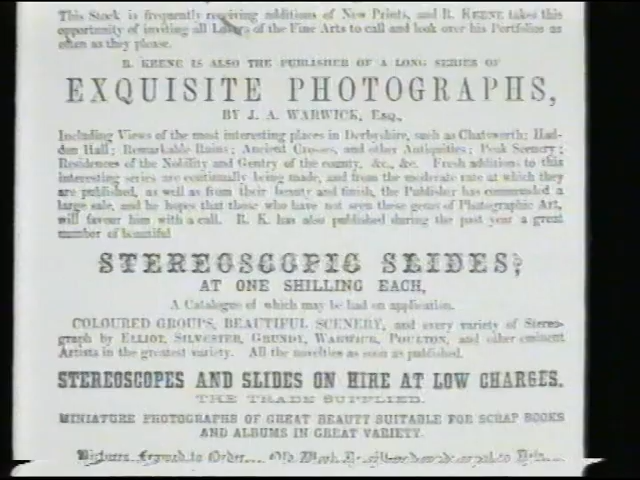 This Stock is frequently receiving additions of New Prints, and R. KEENE takes this
opportunity of inviting all Lovers of the Fine Arts to call and look over his Portfolios as
often as they please.
R. KEENE IS ALSO THE PUBLISHER OF A LONG SERIES OF
EXQUISITE PHOTOGRAPHS,
BY J. A. WARWICK, Esq.,
Including Views of the most interesting places in Derbyshire, such as Chatsworth; Had-
don Hall; Remarkable Ruins; Ancient Crosses, and other Antiquities; Peak Scenery;
Residences of the Nobility and Gentry of the county, &c., &c. Fresh additions to this
interesting series are continually being made, and from the moderate rate at which they
are published, as well as from their beauty and finish, the Publisher has commanded a
large sale, and he hopes that those who have not seen these gems of Photographic Art,
will favour him with a call. R. K. has also published during the past year a great
number of beautiful
STEREOSCOPIC SLIDES,
AT ONE SHILLING EACH,
A Catalogue of which may be had on application.
COLOURED GROUPS, BEAUTIFUL SCENERY, and every variety of Stereo-
graph by ELLIOT, SILVESTER, GRUNDY, WARWICK, POULTON, and other eminent
Artists in the greatest variety. All the novelties as soon as published.
STEREOSCOPES AND SLIDES ON HIRE AT LOW CHARGES.
THE TRADE SUPPLIED.
MINIATURE PHOTOGRAPHS OF GREAT BEAUTY SUITABLE FOR SCRAP BOOKS
AND ALBUMS IN GREAT VARIETY.
Pictures Framed to Order. Old